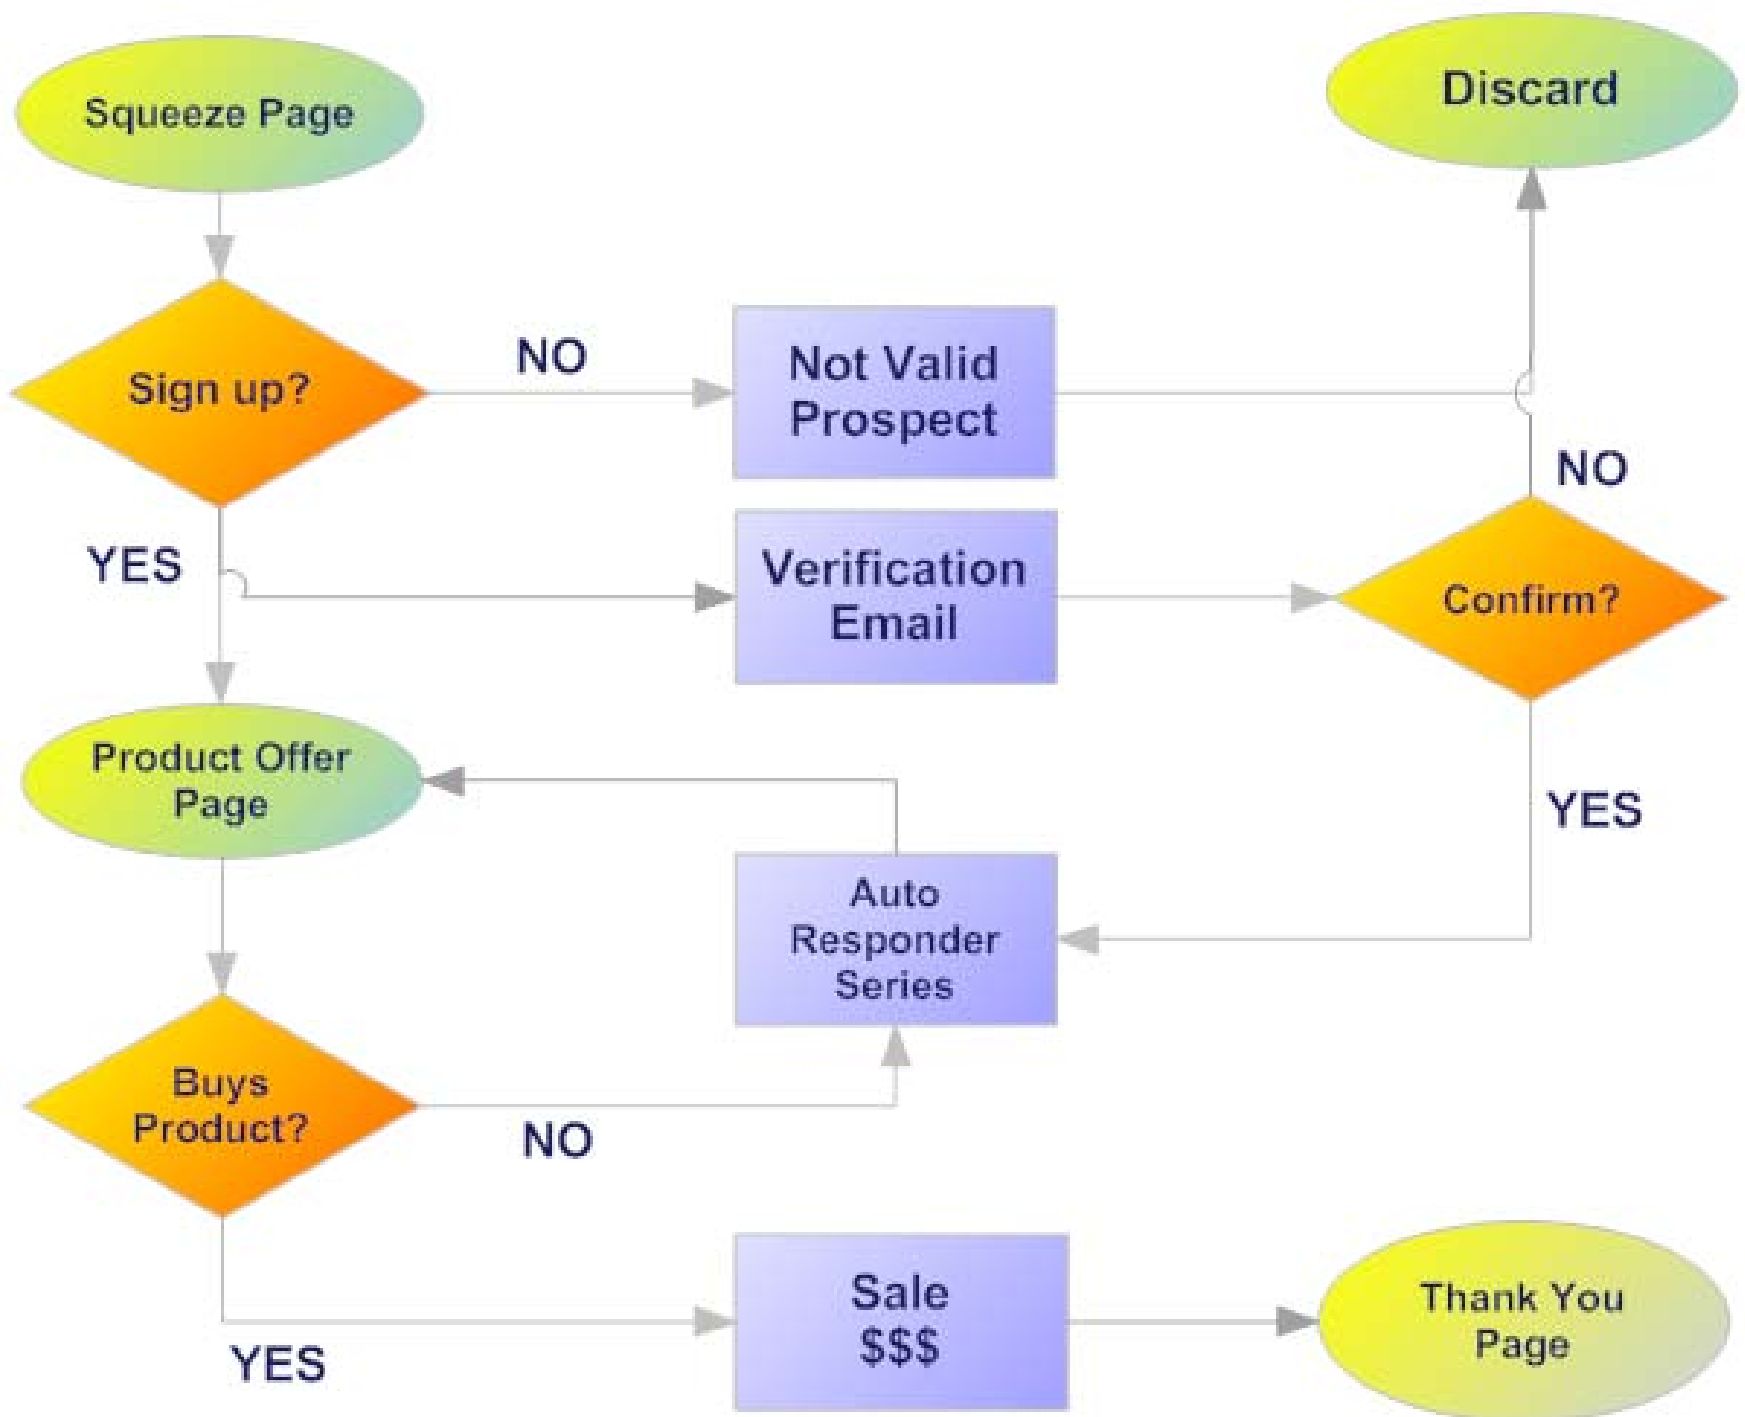 Squeeze Page
Discard
Sign up?
NO
Not Valid
Prospect
NO
YES
Verification
Email
Confirm?
Product Offer
Page
YES
Auto
Responder
Series
Buys
Product?
NO
Sale
$$$
Thank You
Page
YES